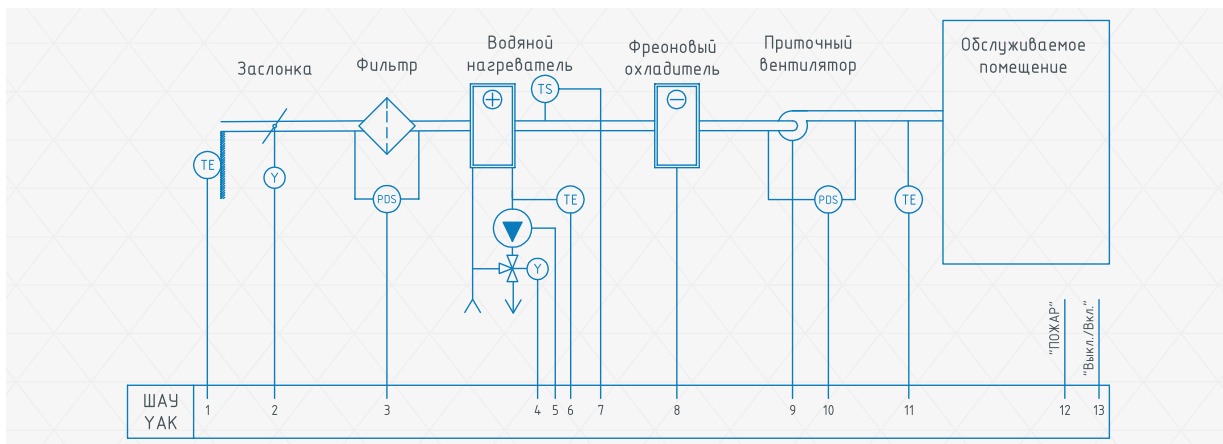 Заслонка
Фильтр
Водяной
нагреватель
Фреоновый
охладитель
Приточный
вентилятор
Обслуживаемое
помещение
TS
TE
Y
PDS
TE
PDS
TE
Y
"ПОЖАР"
"Выкл./Вкл."
ШАУ
YAK
1
2
3
4
5
6
7
8
9
10
11
12
13